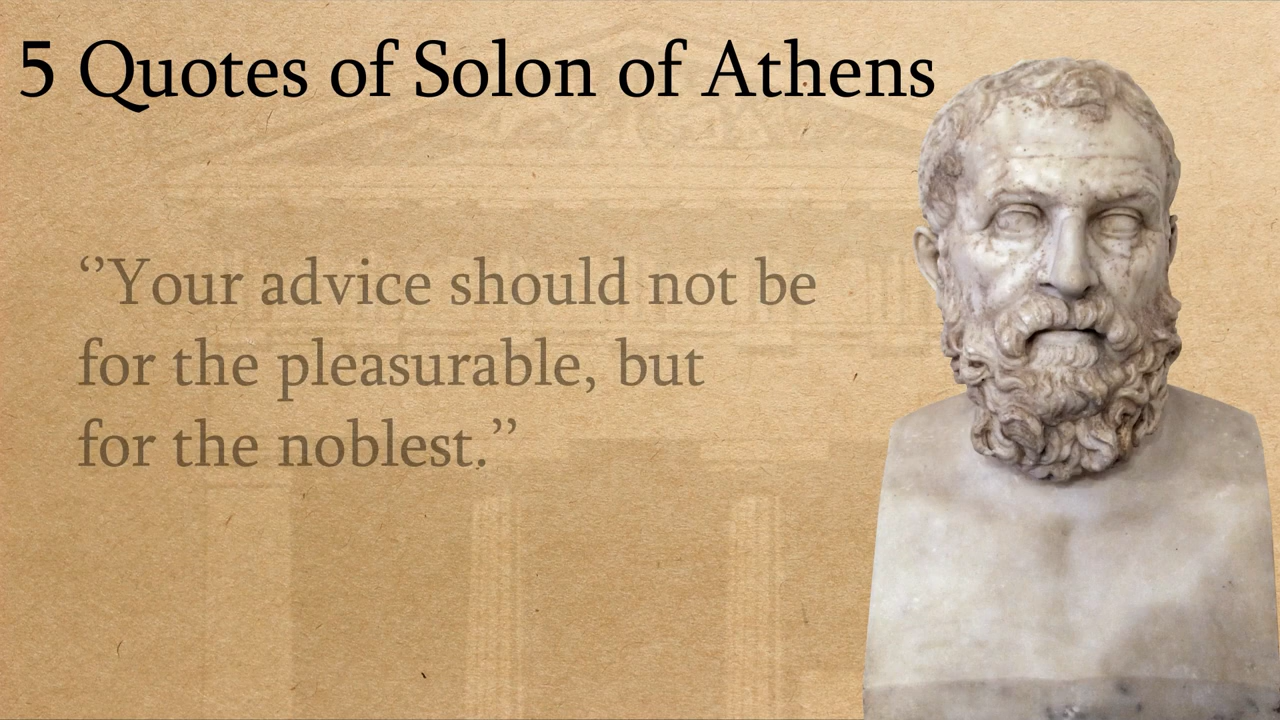 5 Quotes of Solon of Athens
‘’Your advice should not be
for the pleasurable, but
for the noblest.’’